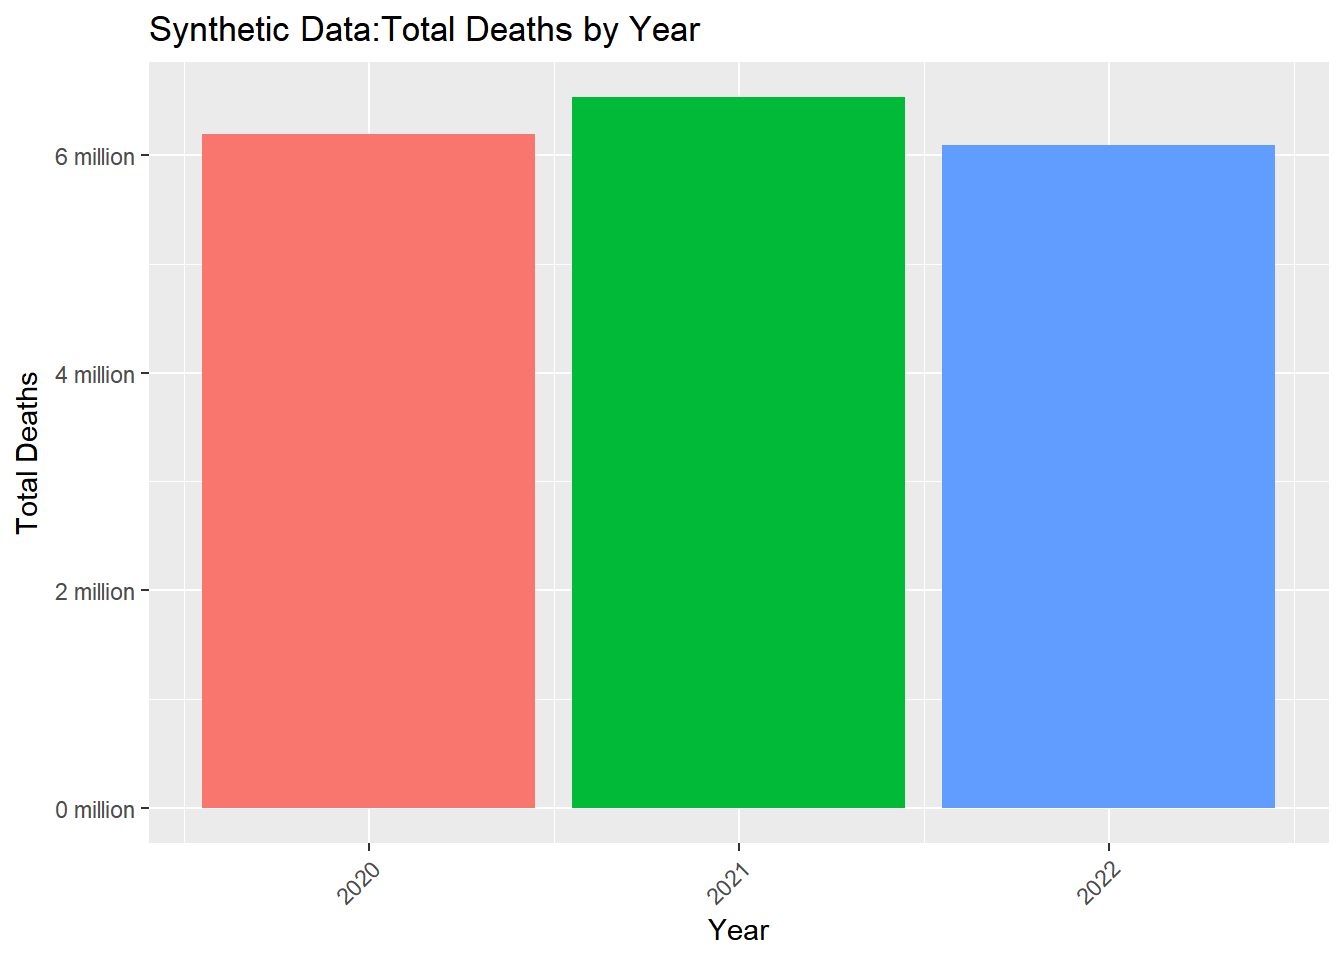 Synthetic Data:Total Deaths by Year
Total Deaths
6 million
4 million
2 million
0 million
2020
2021
2022
Year